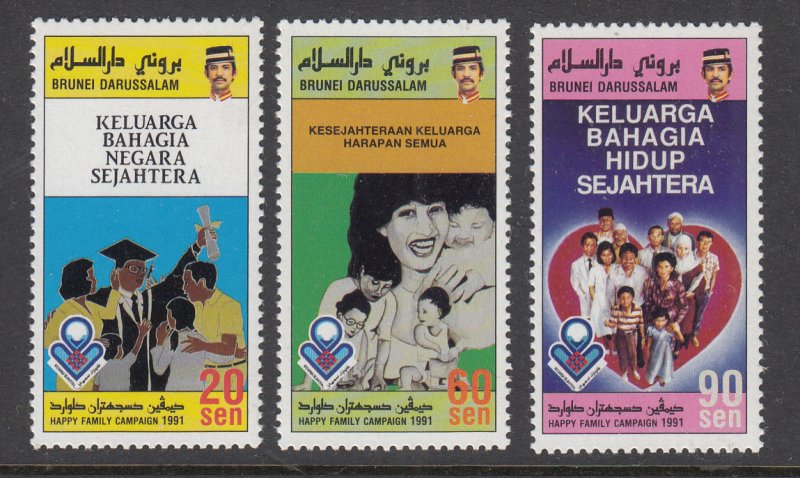 بروني دارالسلام
BRUNEI DARUSSALAM
KELUARGA
BAHAGIA
NEGARA
SEJAHTERA
20
sen
HAPPY FAMILY CAMPAIGN 1991
بروني دارالسلام
BRUNEI DARUSSALAM
KESEJAHTERAAN KELUARGA
HARAPAN SEMUA
60
sen
HAPPY FAMILY CAMPAIGN 1991
بروني دارالسلام
BRUNEI DARUSSALAM
KELUARGA
BAHAGIA
HIDUP
SEJAHTERA
90
sen
HAPPY FAMILY CAMPAIGN 1991